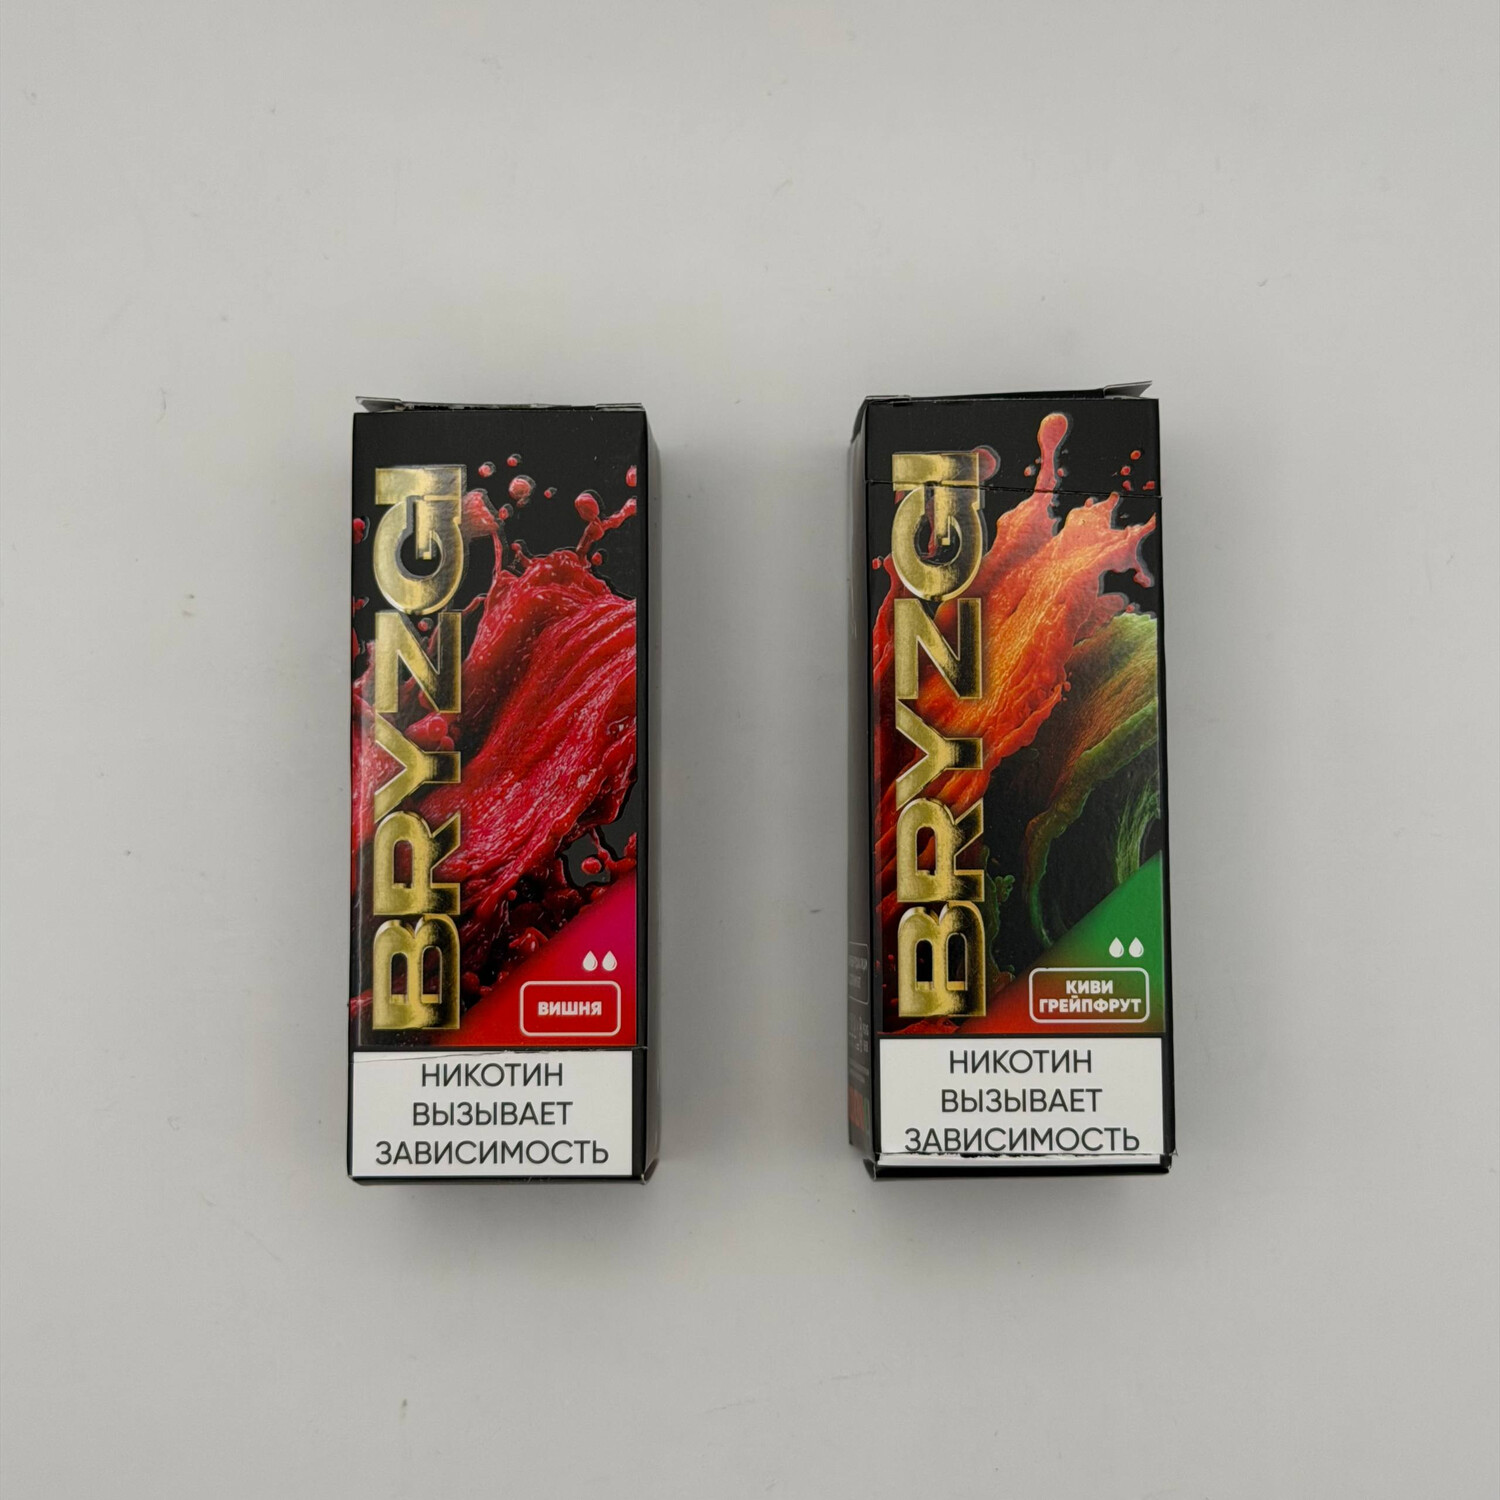 BRYZGI
ВИШНЯ
НИКОТИН
ВЫЗЫВАЕТ
ЗАВИСИМОСТЬ
BRYZGI
КИВИ
ГРЕЙПФРУТ
НИКОТИН
ВЫЗЫВАЕТ
ЗАВИСИМОСТЬ